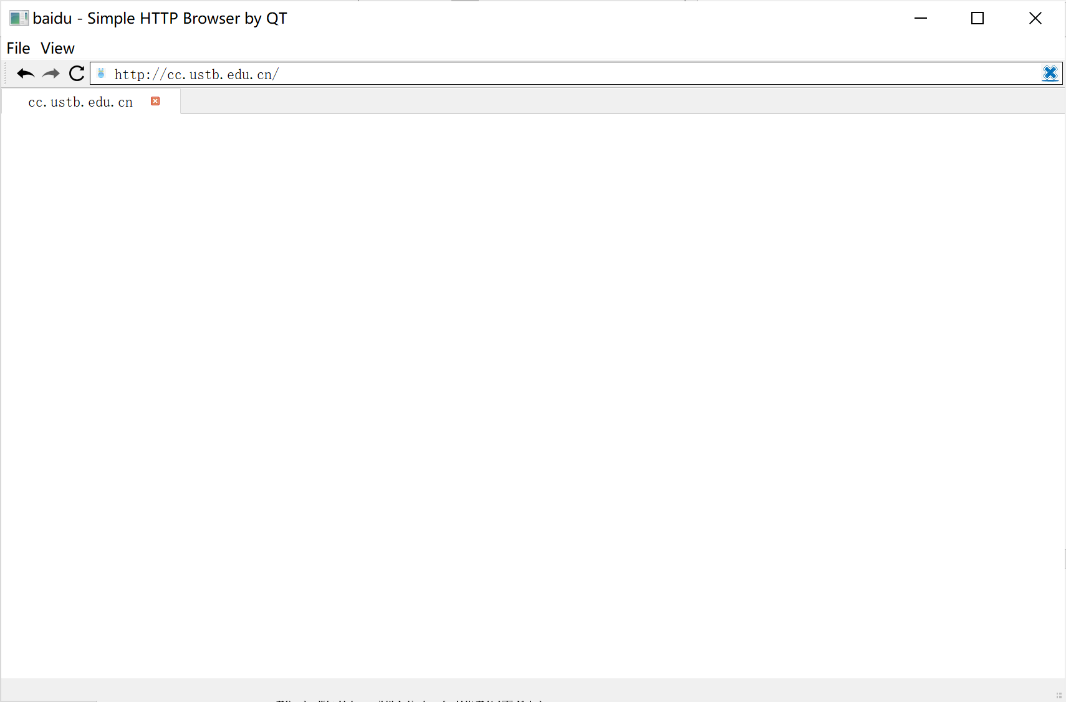 baidu - Simple HTTP Browser by QT
File View
http://cc.ustb.edu.cn/
cc.ustb.edu.cn